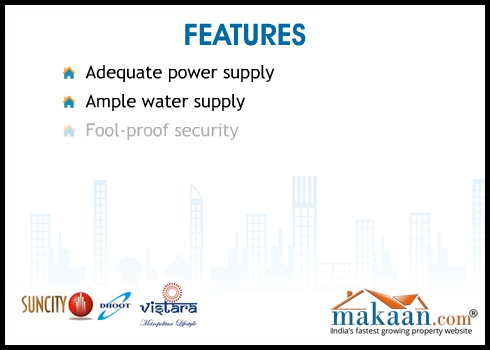 FEATURES
Adequate power supply
Ample water supply
Fool-proof security
SUNCITY
DHOOT
Vistara
Metropolitan Lifestyle
makaan.com®
India's fastest growing property website